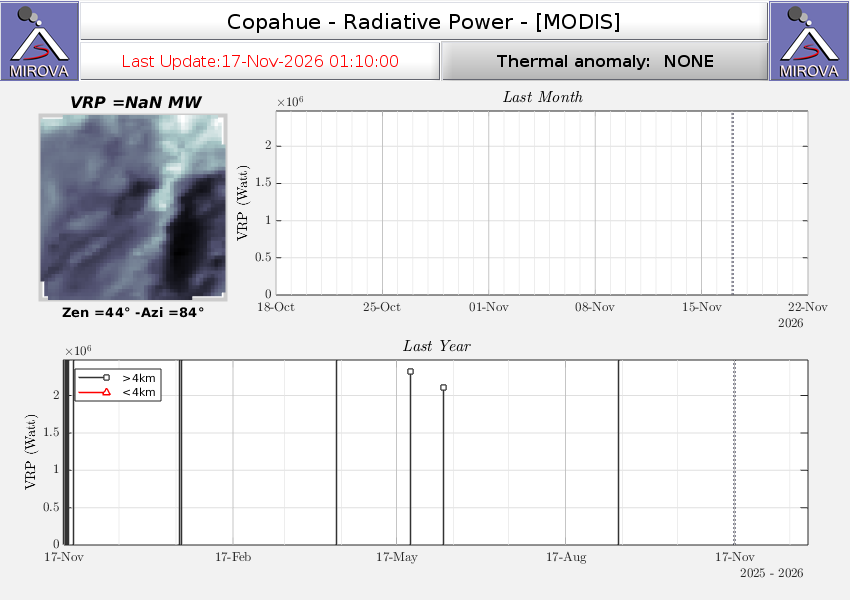 Copahue - Radiative Power - [MODIS]
MIROVA
Last Update:17-Nov-2026 01:10:00
Thermal anomaly: NONE
MIROVA
VRP =NaN MW
Zen =44° -Azi =84°
Last Month
×10⁶
VRP (Watt)
2
1.5
1
0.5
0
18-Oct 25-Oct 01-Nov 08-Nov 15-Nov 22-Nov
2026
Last Year
×10⁶
VRP (Watt)
2
1.5
1
0.5
0
>4km
<4km
17-Nov 17-Feb 17-May 17-Aug 17-Nov
2025 - 2026